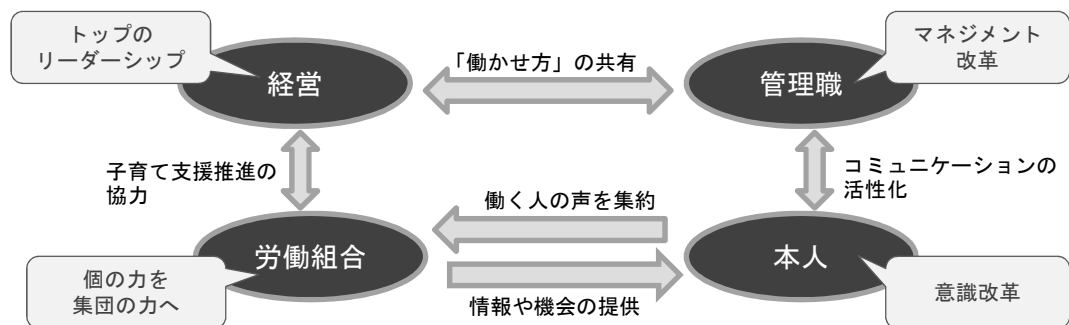 トップの
リーダーシップ
経営
「働かせ方」の共有
管理職
マネジメント
改革
子育て支援推進の
協力
コミュニケーションの
活性化
働く人の声を集約
労働組合
本人
個の力を
集団の力へ
情報や機会の提供
意識改革